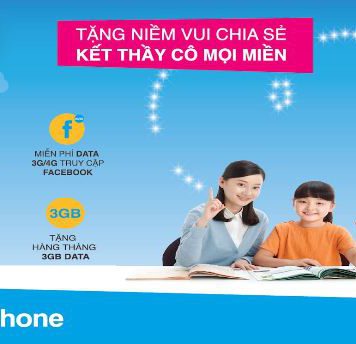 TẶNG NIỀM VUI CHIA SẺ
KẾT THẦY CÔ MỌI MIỀN
f
MIỄN PHÍ DATA
3G/4G TRUY CẬP
FACEBOOK
3GB
TẶNG
HÀNG THÁNG
3GB DATA
hone